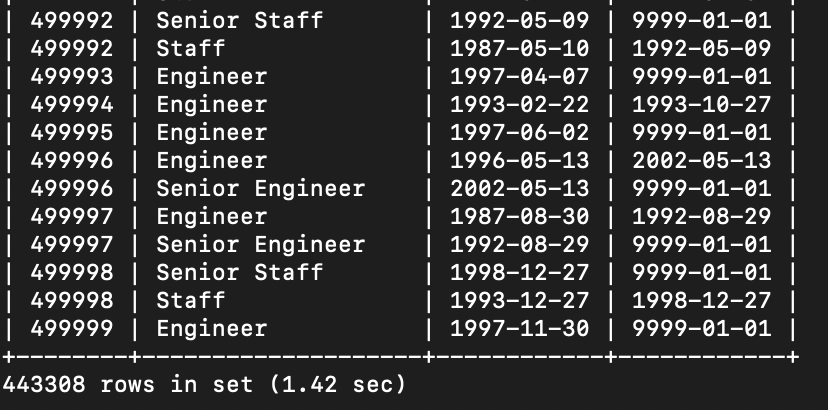 | 499992 | Senior Staff       | 1992-05-09 | 9999-01-01 |
| 499992 | Staff              | 1987-05-10 | 1992-05-09 |
| 499993 | Engineer           | 1997-04-07 | 9999-01-01 |
| 499994 | Engineer           | 1993-02-22 | 1993-10-27 |
| 499995 | Engineer           | 1997-06-02 | 9999-01-01 |
| 499996 | Engineer           | 1996-05-13 | 2002-05-13 |
| 499996 | Senior Engineer    | 2002-05-13 | 9999-01-01 |
| 499997 | Engineer           | 1987-08-30 | 1992-08-29 |
| 499997 | Senior Engineer    | 1992-08-29 | 9999-01-01 |
| 499998 | Senior Staff       | 1998-12-27 | 9999-01-01 |
| 499998 | Staff              | 1993-12-27 | 1998-12-27 |
| 499999 | Engineer           | 1997-11-30 | 9999-01-01 |
+--------+--------------------+------------+------------+
443308 rows in set (1.42 sec)